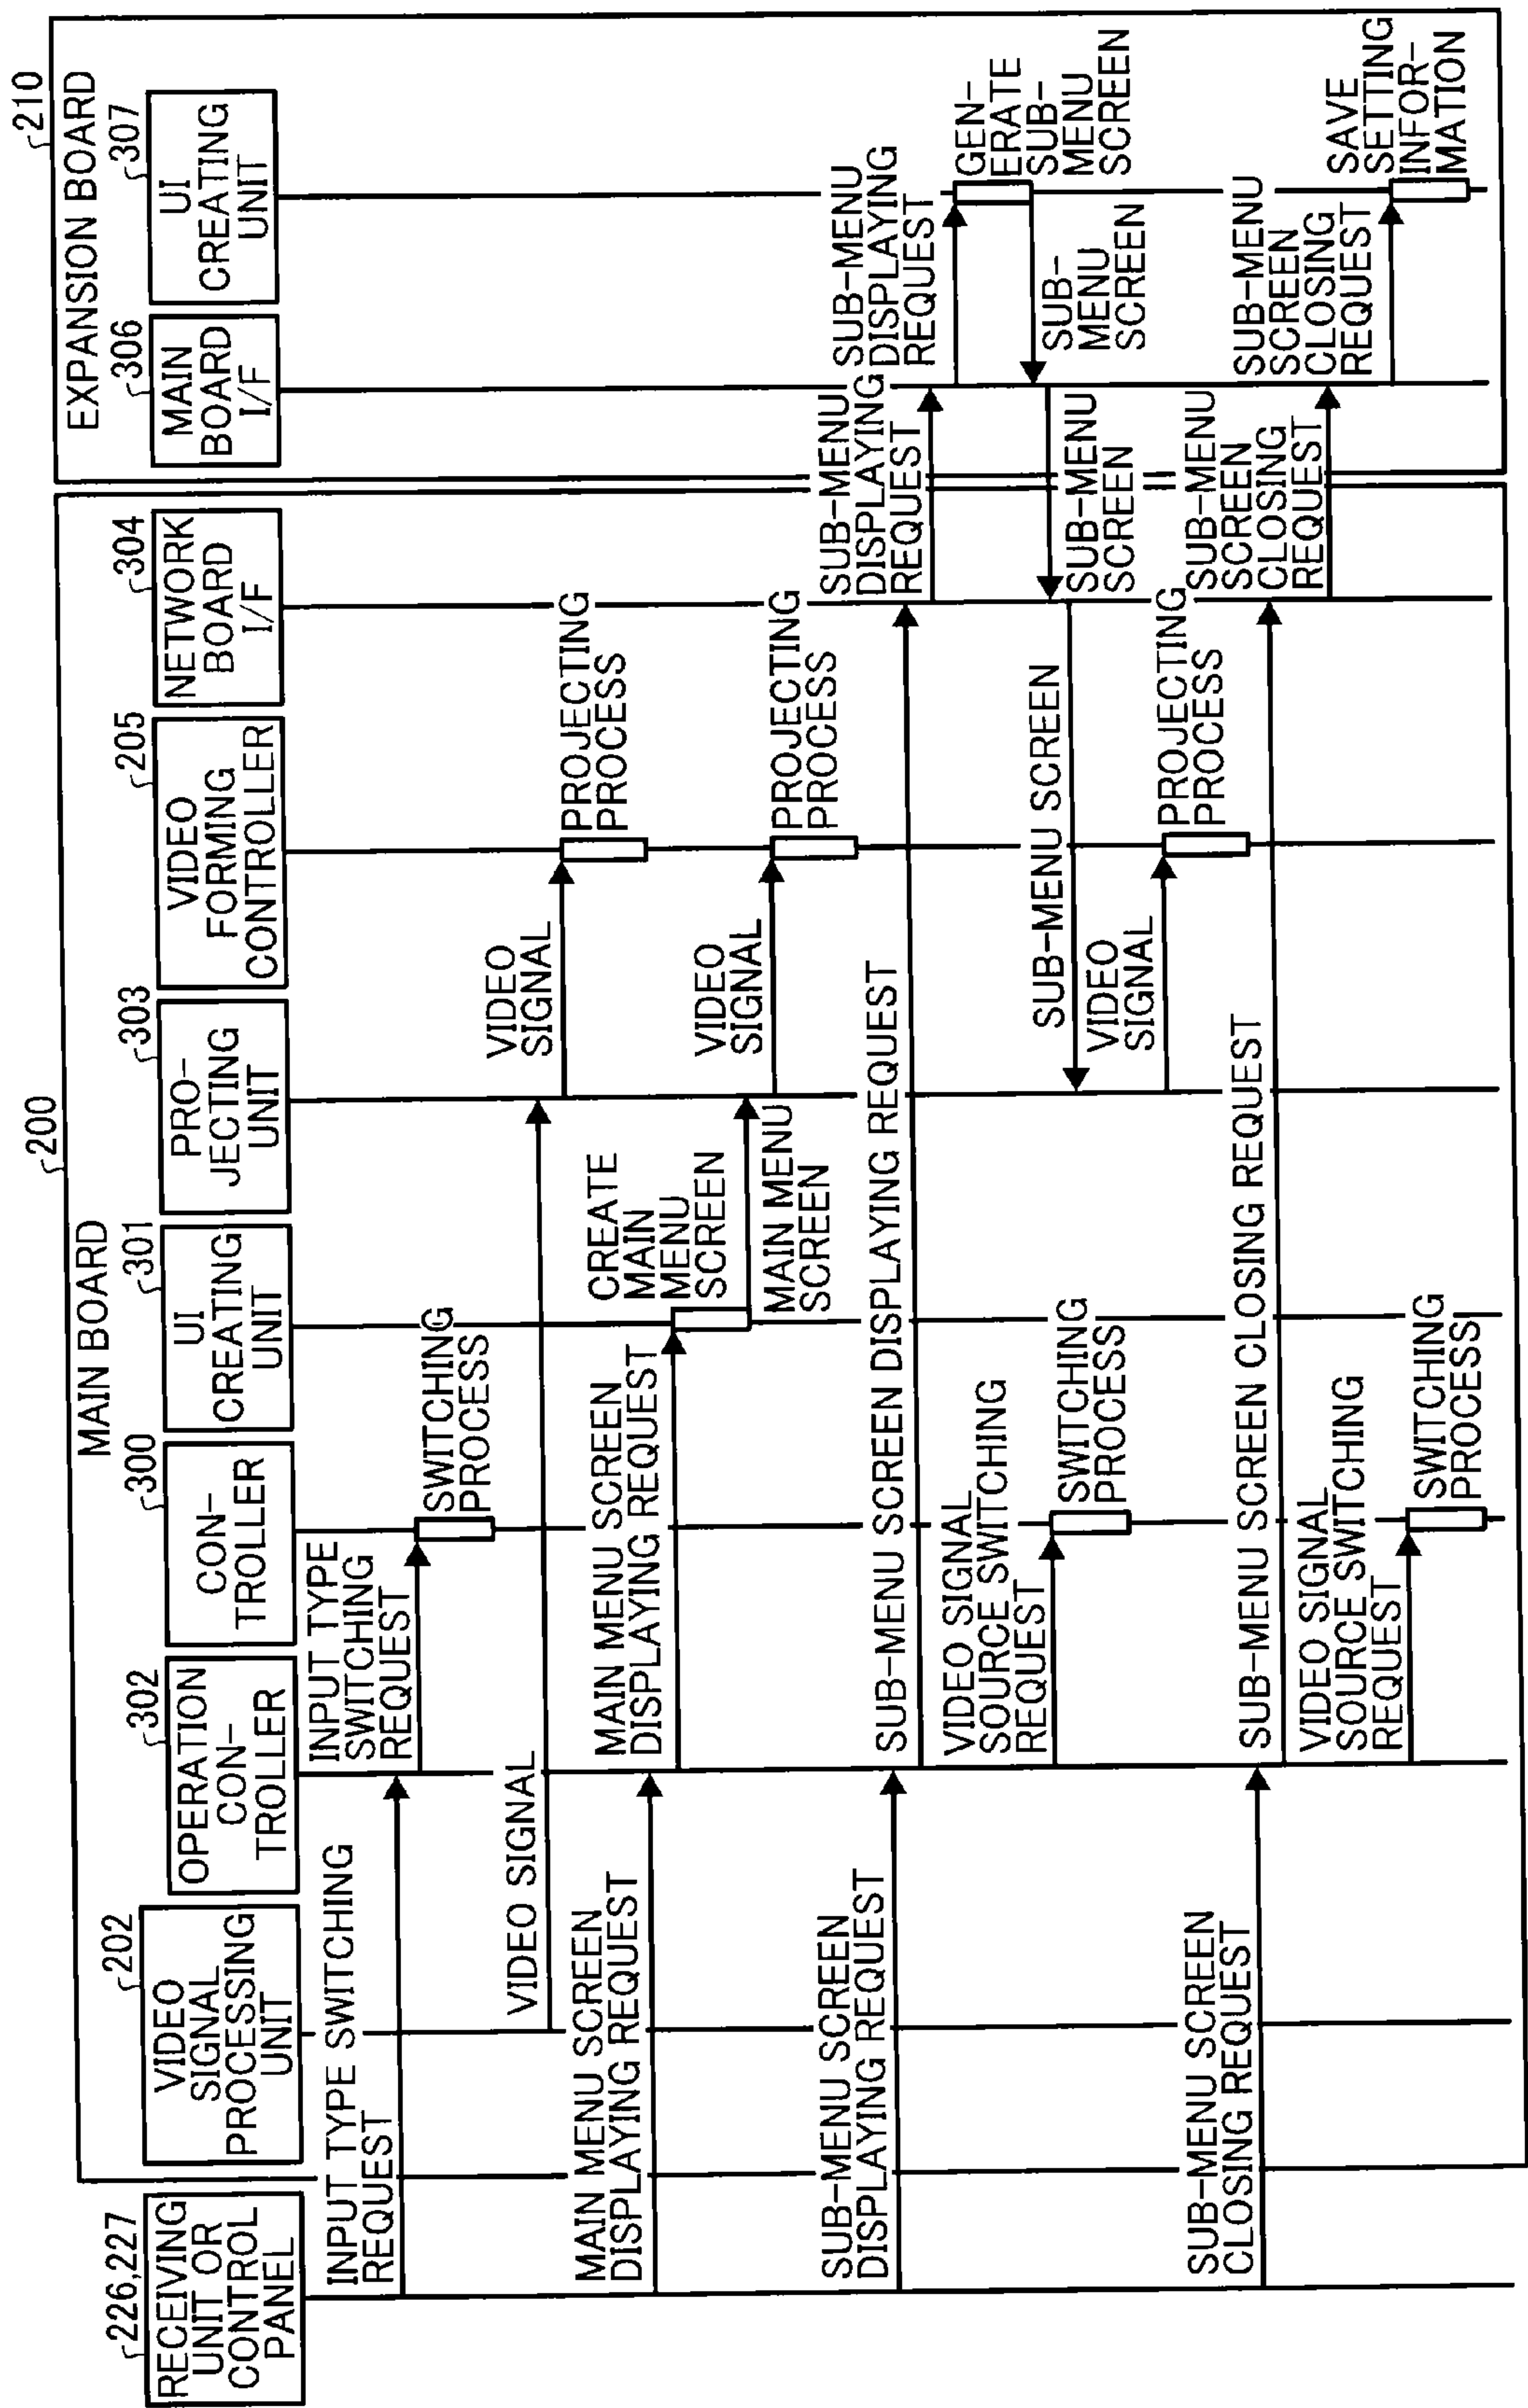 200
210
MAIN BOARD
EXPANSION BOARD
226,227
RECEIVING
UNIT OR
CONTROL
PANEL
202
VIDEO
SIGNAL
PROCESSING
UNIT
302
OPERATION
CON-
TROLLER
300
CON-
TROLLER
301
UI
CREATING
UNIT
303
PRO-
JECTING
UNIT
205
VIDEO
FORMING
CONTROLLER
304
NETWORK
BOARD
I/F
306
MAIN
BOARD
I/F
307
UI
CREATING
UNIT
INPUT TYPE SWITCHING
REQUEST
INPUT TYPE
SWITCHING
REQUEST
SWITCHING
PROCESS
VIDEO SIGNAL
VIDEO
SIGNAL
PROJECTING
PROCESS
MAIN MENU SCREEN
DISPLAYING REQUEST
MAIN MENU SCREEN
DISPLAYING REQUEST
CREATE
MAIN
MENU
SCREEN
MAIN MENU
SCREEN
VIDEO
SIGNAL
PROJECTING
PROCESS
SUB-MENU SCREEN
DISPLAYING REQUEST
SUB-MENU SCREEN DISPLAYING REQUEST
SUB-MENU
DISPLAYING
REQUEST
SUB-MENU
DISPLAYING
REQUEST
GEN-
ERATE
SUB-
MENU
SCREEN
SUB-
MENU
SCREEN
SUB-MENU
SCREEN
SUB-MENU SCREEN
VIDEO SIGNAL
SOURCE SWITCHING
REQUEST
SWITCHING
PROCESS
VIDEO
SIGNAL
PROJECTING
PROCESS
SUB-MENU SCREEN
CLOSING REQUEST
SUB-MENU SCREEN CLOSING REQUEST
SUB-MENU
SCREEN
CLOSING
REQUEST
SUB-MENU
SCREEN
CLOSING
REQUEST
SAVE
SETTING
INFOR-
MATION
VIDEO SIGNAL
SOURCE SWITCHING
REQUEST
SWITCHING
PROCESS